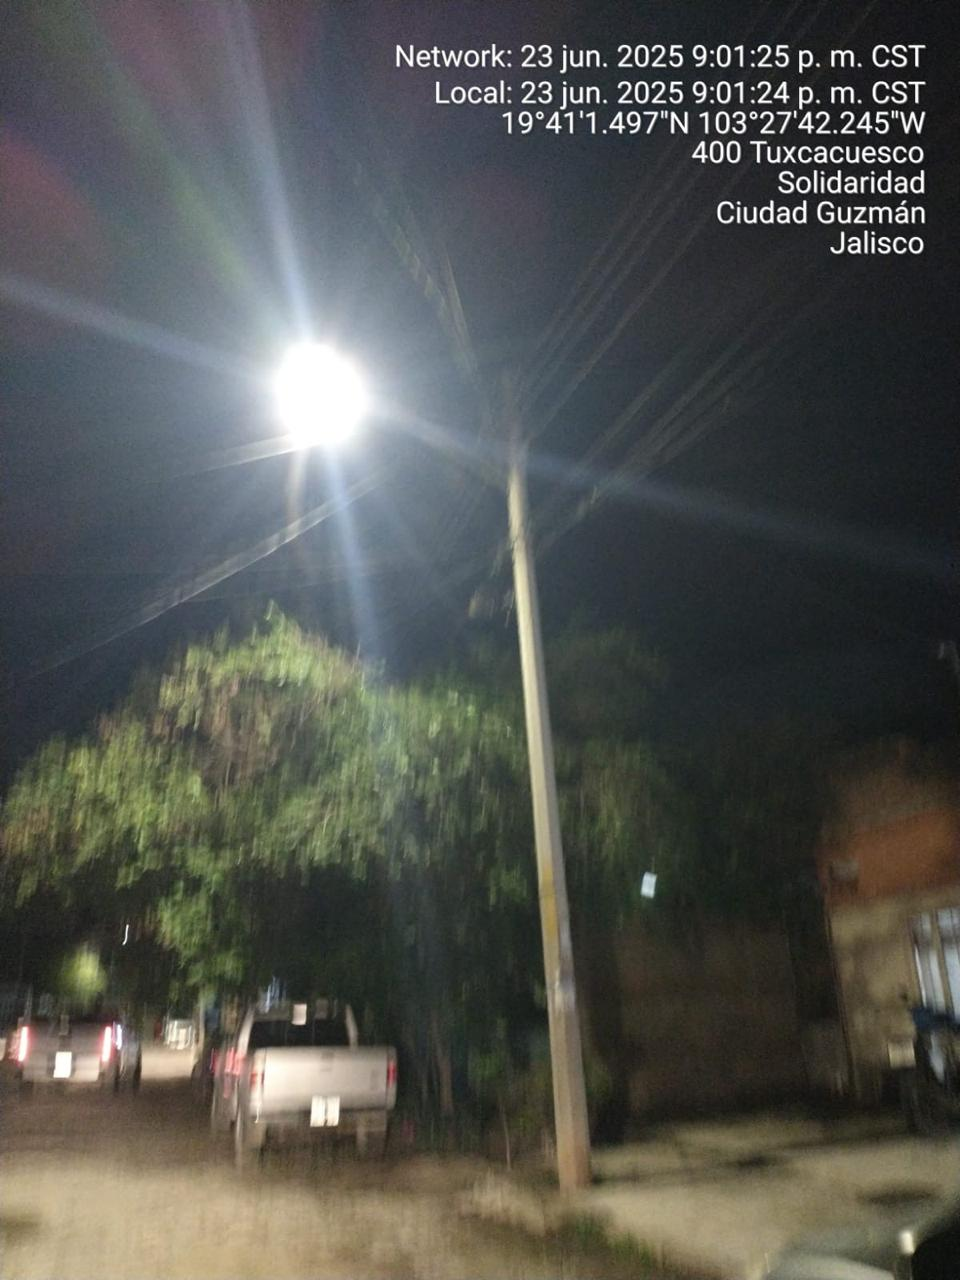 Network: 23 jun. 2025 9:01:25 p. m. CST
Local: 23 jun. 2025 9:01:24 p. m. CST
19°41'1.497"N 103°27'42.245"W
400 Tuxcacuesco
Solidaridad
Ciudad Guzmán
Jalisco